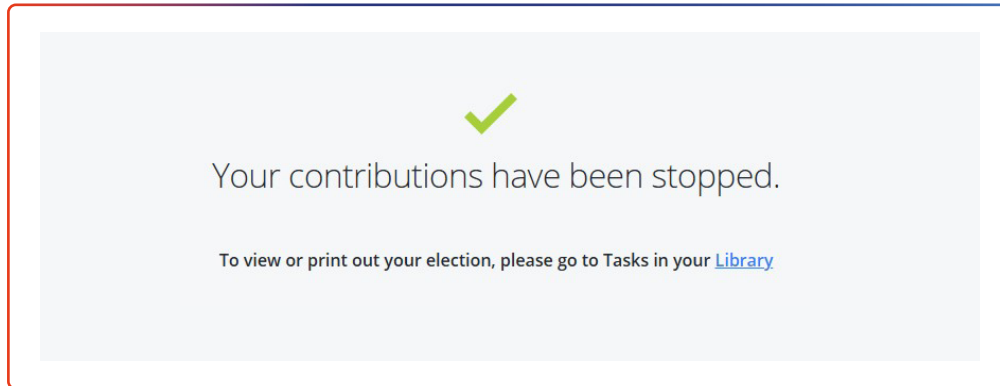 Your contributions have been stopped.
To view or print out your election, please go to Tasks in your Library